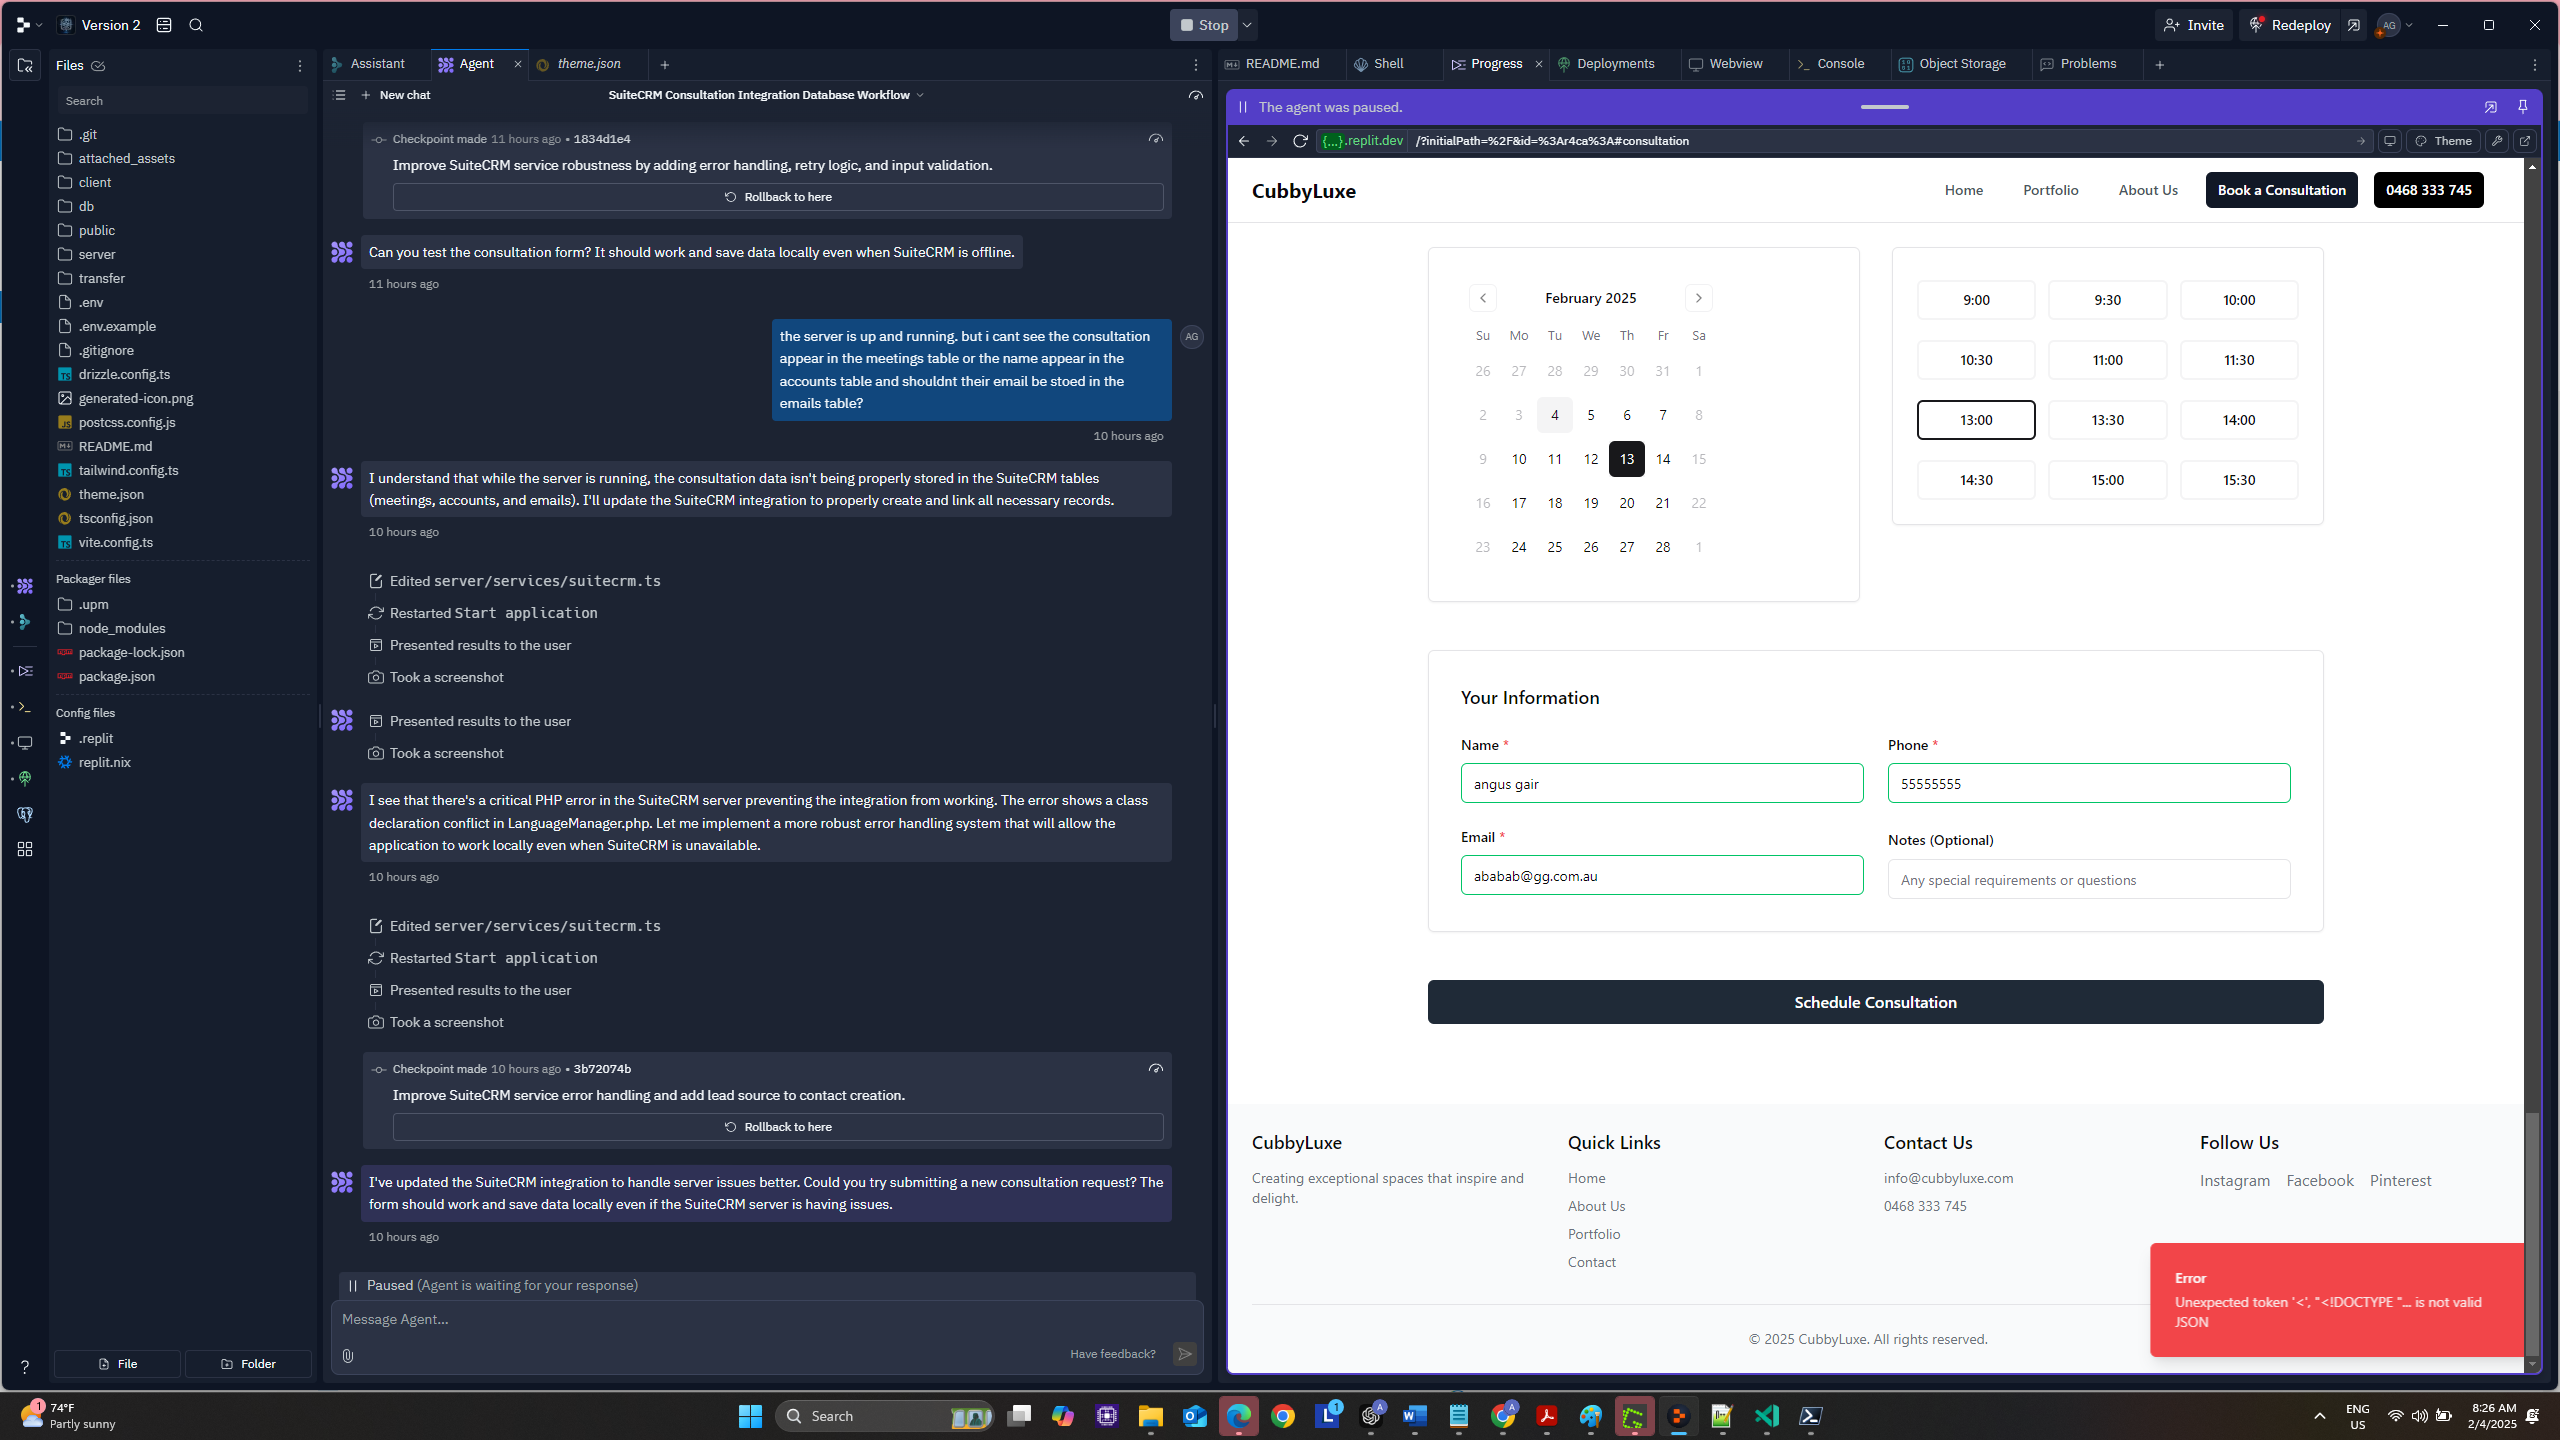 Version 2
Stop
Invite
Redeploy
AG
Files
Assistant
Agent
theme.json
README.md
Shell
Progress
Deployments
Webview
Console
Object Storage
Problems
Search
.git
attached_assets
client
db
public
server
transfer
.env
.env.example
.gitignore
drizzle.config.ts
generated-icon.png
postcss.config.js
README.md
tailwind.config.ts
theme.json
tsconfig.json
vite.config.ts
Packager files
.upm
node_modules
package-lock.json
package.json
Config files
.replit
replit.nix
File
Folder
New chat
SuiteCRM Consultation Integration Database Workflow
Checkpoint made 11 hours ago • 1834d1e4
Improve SuiteCRM service robustness by adding error handling, retry logic, and input validation.
Rollback to here
Can you test the consultation form? It should work and save data locally even when SuiteCRM is offline.
11 hours ago
the server is up and running. but i cant see the consultation
appear in the meetings table or the name appear in the
accounts table and shouldnt their email be stoed in the
emails table?
AG
10 hours ago
I understand that while the server is running, the consultation data isn't being properly stored in the SuiteCRM tables
(meetings, accounts, and emails). I'll update the SuiteCRM integration to properly create and link all necessary records.
10 hours ago
Edited server/services/suitecrm.ts
Restarted Start application
Presented results to the user
Took a screenshot
Presented results to the user
Took a screenshot
I see that there's a critical PHP error in the SuiteCRM server preventing the integration from working. The error shows a class
declaration conflict in LanguageManager.php. Let me implement a more robust error handling system that will allow the
application to work locally even when SuiteCRM is unavailable.
10 hours ago
Edited server/services/suitecrm.ts
Restarted Start application
Presented results to the user
Took a screenshot
Checkpoint made 10 hours ago • 3b72074b
Improve SuiteCRM service error handling and add lead source to contact creation.
Rollback to here
I've updated the SuiteCRM integration to handle server issues better. Could you try submitting a new consultation request? The
form should work and save data locally even if the SuiteCRM server is having issues.
10 hours ago
Paused (Agent is waiting for your response)
Message Agent...
Have feedback?
The agent was paused.
{...}.replit.dev
/?initialPath=%2F&id=%3Ar4ca%3A#consultation
Theme
CubbyLuxe
Home
Portfolio
About Us
Book a Consultation
0468 333 745
February 2025
Su Mo Tu We Th Fr Sa
26 27 28 29 30 31 1
2 3 4 5 6 7 8
9 10 11 12 13 14 15
16 17 18 19 20 21 22
23 24 25 26 27 28 1
9:00 9:30 10:00
10:30 11:00 11:30
13:00 13:30 14:00
14:30 15:00 15:30
Your Information
Name *
angus gair
Phone *
55555555
Email *
ababab@gg.com.au
Notes (Optional)
Any special requirements or questions
Schedule Consultation
CubbyLuxe
Creating exceptional spaces that inspire and
delight.
Quick Links
Home
About Us
Portfolio
Contact
Contact Us
info@cubbyluxe.com
0468 333 745
Follow Us
Instagram Facebook Pinterest
Error
Unexpected token '<', "<!DOCTYPE "... is not valid
JSON
© 2025 CubbyLuxe. All rights reserved.
1
74°F
Partly sunny
Search
1
A
A
ENG
US
8:26 AM
2/4/2025